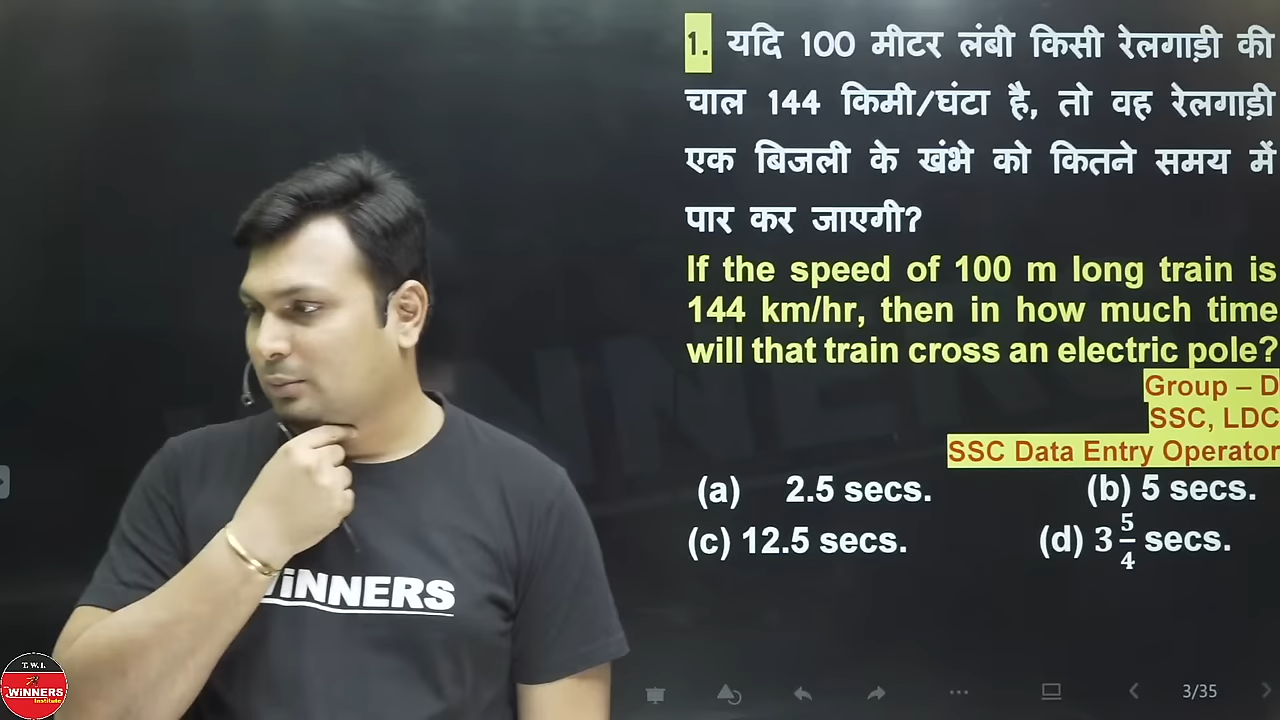 1. यदि 100 मीटर लंबी किसी रेलगाड़ी की
चाल 144 किमी/घंटा है, तो वह रेलगाड़ी
एक बिजली के खंभे को कितने समय में
पार कर जाएगी?
If the speed of 100 m long train is
144 km/hr, then in how much time
will that train cross an electric pole?
Group – D
SSC, LDC
SSC Data Entry Operator
(a) 2.5 secs. (b) 5 secs.
(c) 12.5 secs. (d) 3 5/4 secs.
WiNNERS
T.W.I.
WINNERS
Institute
3/35